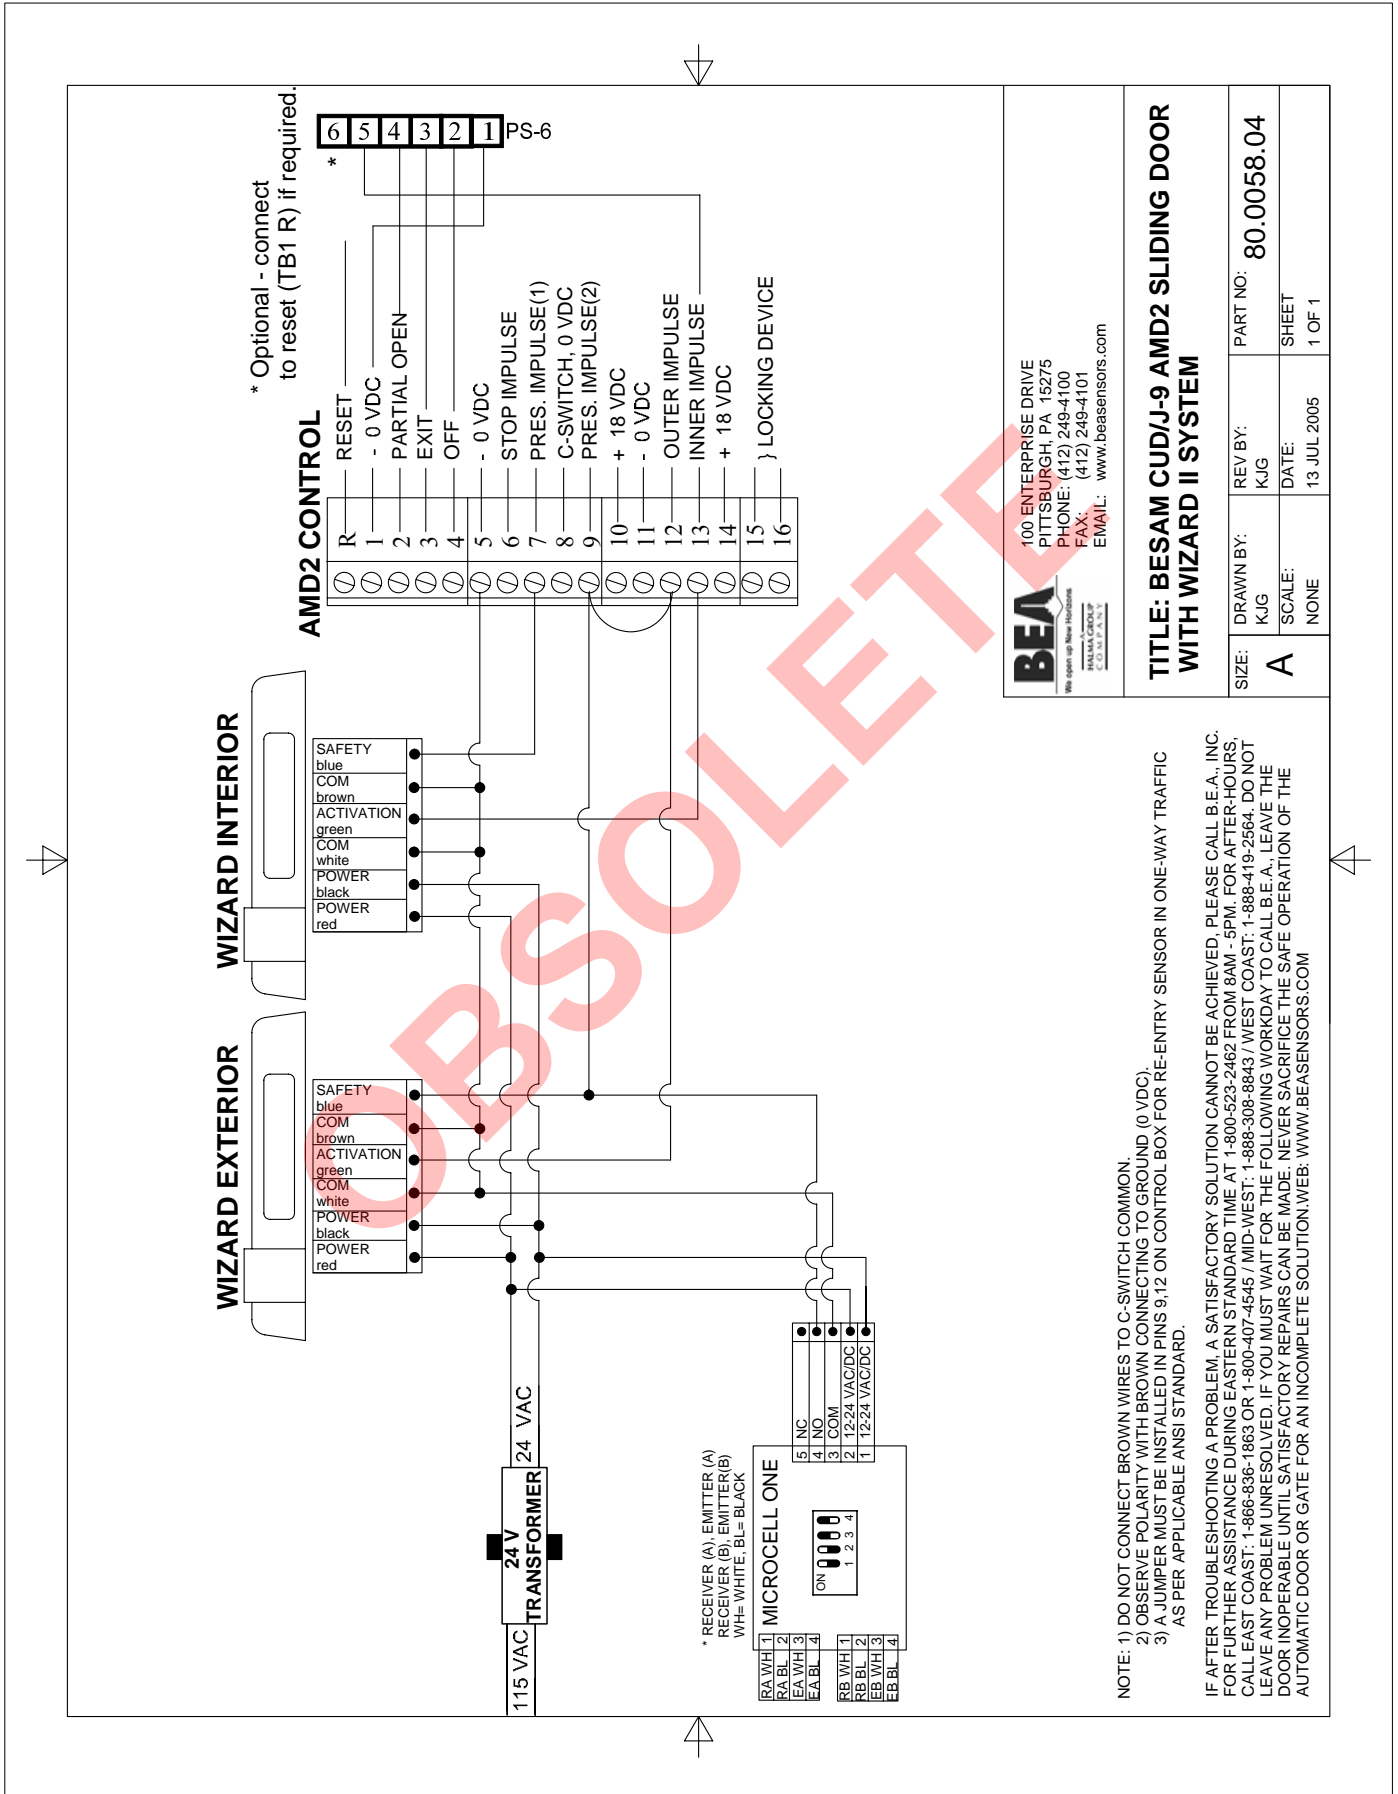 * Optional - connect
to reset (TB1 R) if required.
6
5
4
3
2
1
PS-6
*
AMD2 CONTROL
R RESET
1 - 0 VDC
2 PARTIAL OPEN
3 EXIT
4 OFF
5 - 0 VDC
6 STOP IMPULSE
7 PRES. IMPULSE(1)
8 C-SWITCH, 0 VDC
9 PRES. IMPULSE(2)
10 + 18 VDC
11 - 0 VDC
12 OUTER IMPULSE
13 INNER IMPULSE
14 + 18 VDC
15 } LOCKING DEVICE
16
WIZARD INTERIOR
SAFETY
blue
COM
brown
ACTIVATION
green
COM
white
POWER
black
POWER
red
WIZARD EXTERIOR
SAFETY
blue
COM
brown
ACTIVATION
green
COM
white
POWER
black
POWER
red
115 VAC
24 V
TRANSFORMER
24 VAC
* RECEIVER (A), EMITTER (A)
RECEIVER (B), EMITTER(B)
WH= WHITE, BL= BLACK
MICROCELL ONE
ON
1 2 3 4
5 NC
4 NO
3 COM
2 12-24 VAC/DC
1 12-24 VAC/DC
RA WH 1
RA BL 2
EA WH 3
EA BL 4
RB WH 1
RB BL 2
EB WH 3
EB BL 4
OBSOLETE
NOTE: 1) DO NOT CONNECT BROWN WIRES TO C-SWITCH COMMON.
2) OBSERVE POLARITY WITH BROWN CONNECTING TO GROUND (0 VDC).
3) A JUMPER MUST BE INSTALLED IN PINS 9,12 ON CONTROL BOX FOR RE-ENTRY SENSOR IN ONE-WAY TRAFFIC
AS PER APPLICABLE ANSI STANDARD.
IF AFTER TROUBLESHOOTING A PROBLEM, A SATISFACTORY SOLUTION CANNOT BE ACHIEVED, PLEASE CALL B.E.A., INC.
FOR FURTHER ASSISTANCE DURING EASTERN STANDARD TIME AT 1-800-523-2462 FROM 8AM - 5PM. FOR AFTER-HOURS,
CALL EAST COAST: 1-866-836-1863 OR 1-800-407-4545 / MID-WEST: 1-888-308-8843 / WEST COAST: 1-888-419-2564. DO NOT
LEAVE ANY PROBLEM UNRESOLVED. IF YOU MUST WAIT FOR THE FOLLOWING WORKDAY TO CALL B.E.A., LEAVE THE
DOOR INOPERABLE UNTIL SATISFACTORY REPAIRS CAN BE MADE. NEVER SACRIFICE THE SAFE OPERATION OF THE
AUTOMATIC DOOR OR GATE FOR AN INCOMPLETE SOLUTION.WEB: WWW.BEASENSORS.COM
BEA
We open up New Horizons
A
HALMA GROUP
COMPANY
100 ENTERPRISE DRIVE
PITTSBURGH, PA 15275
PHONE: (412) 249-4100
FAX: (412) 249-4101
EMAIL: www.beasensors.com
TITLE: BESAM CUD/J-9 AMD2 SLIDING DOOR
WITH WIZARD II SYSTEM
SIZE:
A
DRAWN BY:
KJG
REV BY:
KJG
PART NO:
80.0058.04
SCALE:
NONE
DATE:
13 JUL 2005
SHEET
1 OF 1